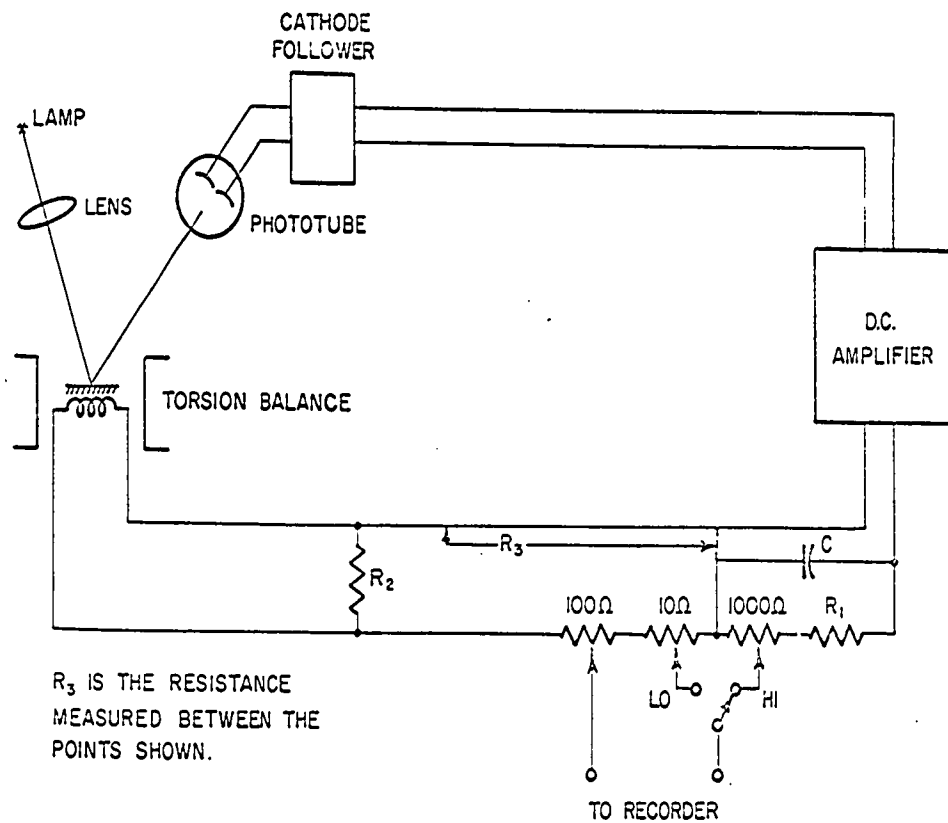 CATHODE
FOLLOWER
LAMP
LENS
PHOTOTUBE
D.C.
AMPLIFIER
TORSION BALANCE
R3
C
R2
100Ω
10Ω
1000Ω
R1
LO
HI
R3 IS THE RESISTANCE
MEASURED BETWEEN THE
POINTS SHOWN.
TO RECORDER